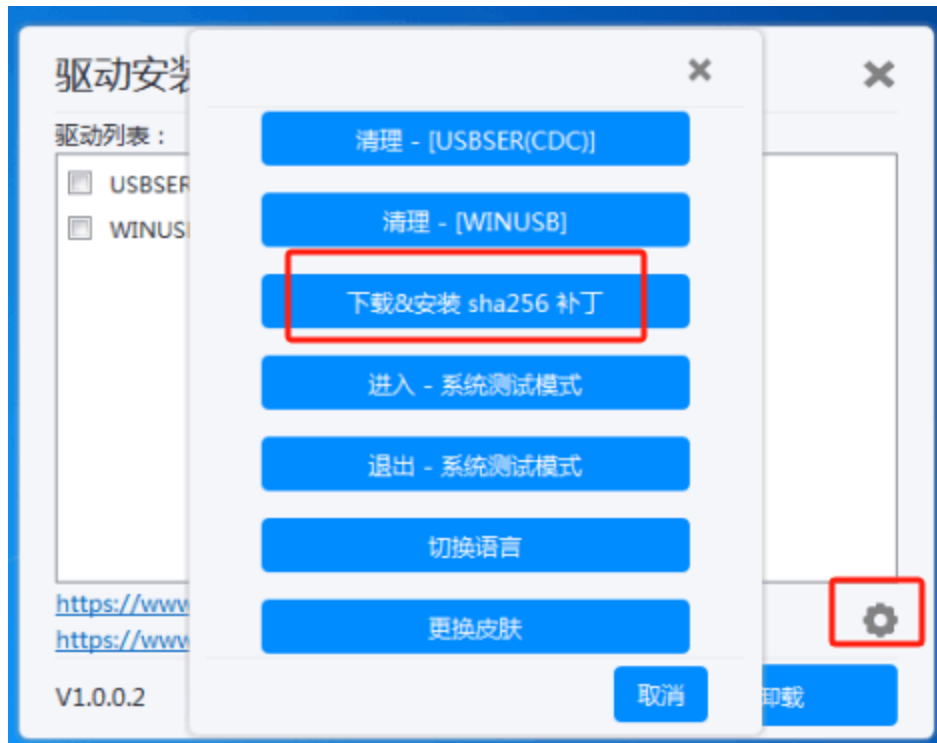 驱动安装
驱动列表：
USBSER
WINUS
清理 - [USBSER(CDC)]
清理 - [WINUSB]
下载&安装 sha256 补丁
进入 - 系统测试模式
退出 - 系统测试模式
切换语言
更换皮肤
https://www
https://www
V1.0.0.2
取消
卸载